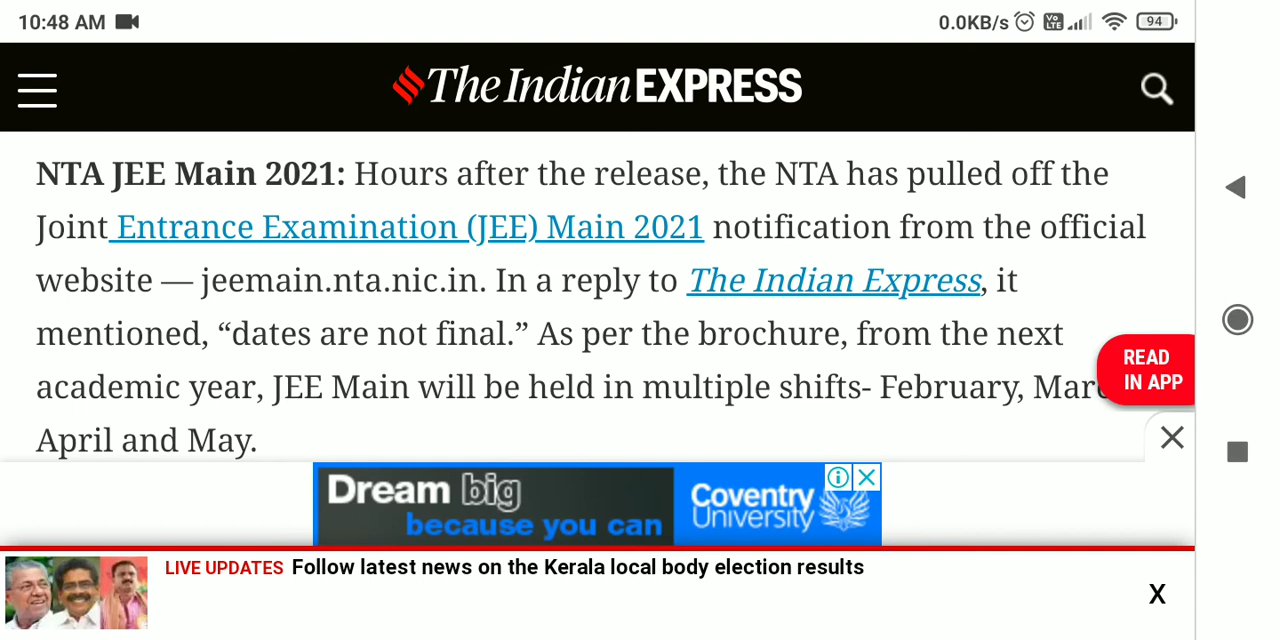 10:48 AM 0.0KB/s Vo LTE 94
The Indian EXPRESS
NTA JEE Main 2021: Hours after the release, the NTA has pulled off the
Joint Entrance Examination (JEE) Main 2021 notification from the official
website — jeemain.nta.nic.in. In a reply to The Indian Express, it
mentioned, “dates are not final.” As per the brochure, from the next
READ
academic year, JEE Main will be held in multiple shifts- February,
IN APP
April and May.
Dream big
because you can
Coventry
University
LIVE UPDATES Follow latest news on the Kerala local body election results
X